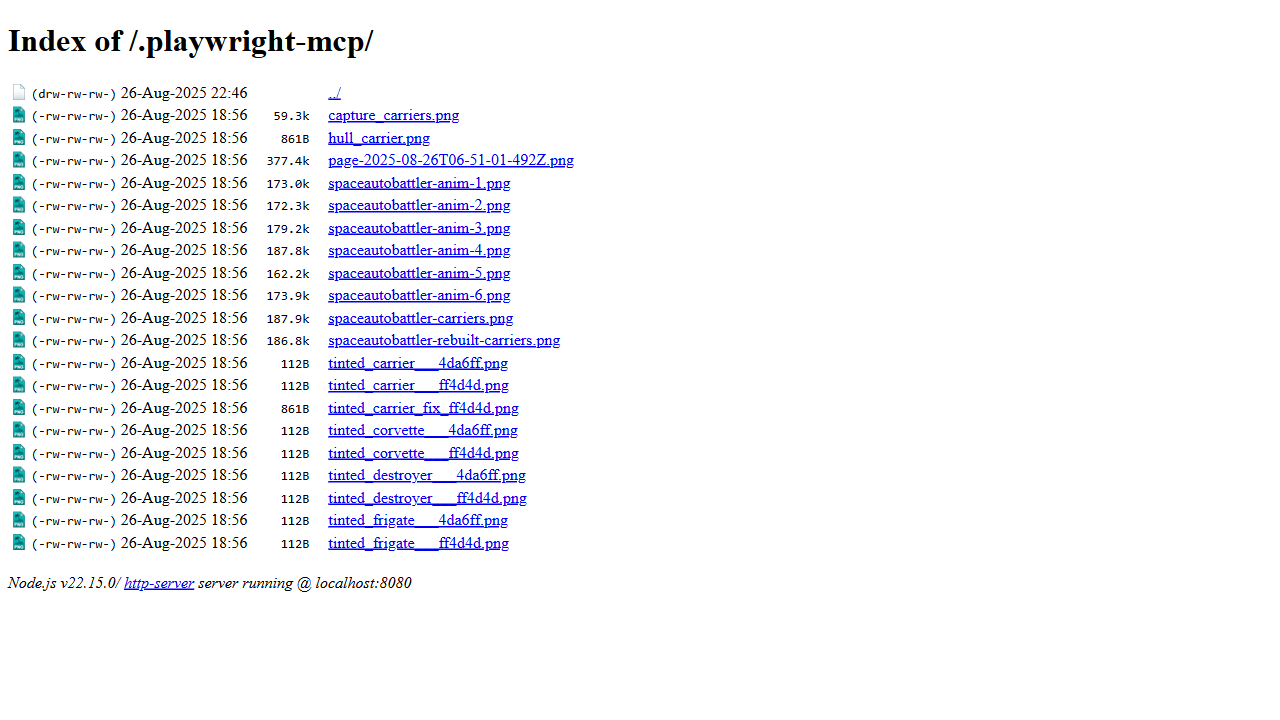 Index of /.playwright-mcp/
(drw-rw-rw-) 26-Aug-2025 22:46 ../
(-rw-rw-rw-) 26-Aug-2025 18:56 59.3k capture_carriers.png
(-rw-rw-rw-) 26-Aug-2025 18:56 861B hull_carrier.png
(-rw-rw-rw-) 26-Aug-2025 18:56 377.4k page-2025-08-26T06-51-01-492Z.png
(-rw-rw-rw-) 26-Aug-2025 18:56 173.0k spaceautobattler-anim-1.png
(-rw-rw-rw-) 26-Aug-2025 18:56 172.3k spaceautobattler-anim-2.png
(-rw-rw-rw-) 26-Aug-2025 18:56 179.2k spaceautobattler-anim-3.png
(-rw-rw-rw-) 26-Aug-2025 18:56 187.8k spaceautobattler-anim-4.png
(-rw-rw-rw-) 26-Aug-2025 18:56 162.2k spaceautobattler-anim-5.png
(-rw-rw-rw-) 26-Aug-2025 18:56 173.9k spaceautobattler-anim-6.png
(-rw-rw-rw-) 26-Aug-2025 18:56 187.9k spaceautobattler-carriers.png
(-rw-rw-rw-) 26-Aug-2025 18:56 186.8k spaceautobattler-rebuilt-carriers.png
(-rw-rw-rw-) 26-Aug-2025 18:56 112B tinted_carrier___4da6ff.png
(-rw-rw-rw-) 26-Aug-2025 18:56 112B tinted_carrier___ff4d4d.png
(-rw-rw-rw-) 26-Aug-2025 18:56 861B tinted_carrier_fix_ff4d4d.png
(-rw-rw-rw-) 26-Aug-2025 18:56 112B tinted_corvette___4da6ff.png
(-rw-rw-rw-) 26-Aug-2025 18:56 112B tinted_corvette___ff4d4d.png
(-rw-rw-rw-) 26-Aug-2025 18:56 112B tinted_destroyer___4da6ff.png
(-rw-rw-rw-) 26-Aug-2025 18:56 112B tinted_destroyer___ff4d4d.png
(-rw-rw-rw-) 26-Aug-2025 18:56 112B tinted_frigate___4da6ff.png
(-rw-rw-rw-) 26-Aug-2025 18:56 112B tinted_frigate___ff4d4d.png
Node.js v22.15.0/ http-server server running @ localhost:8080